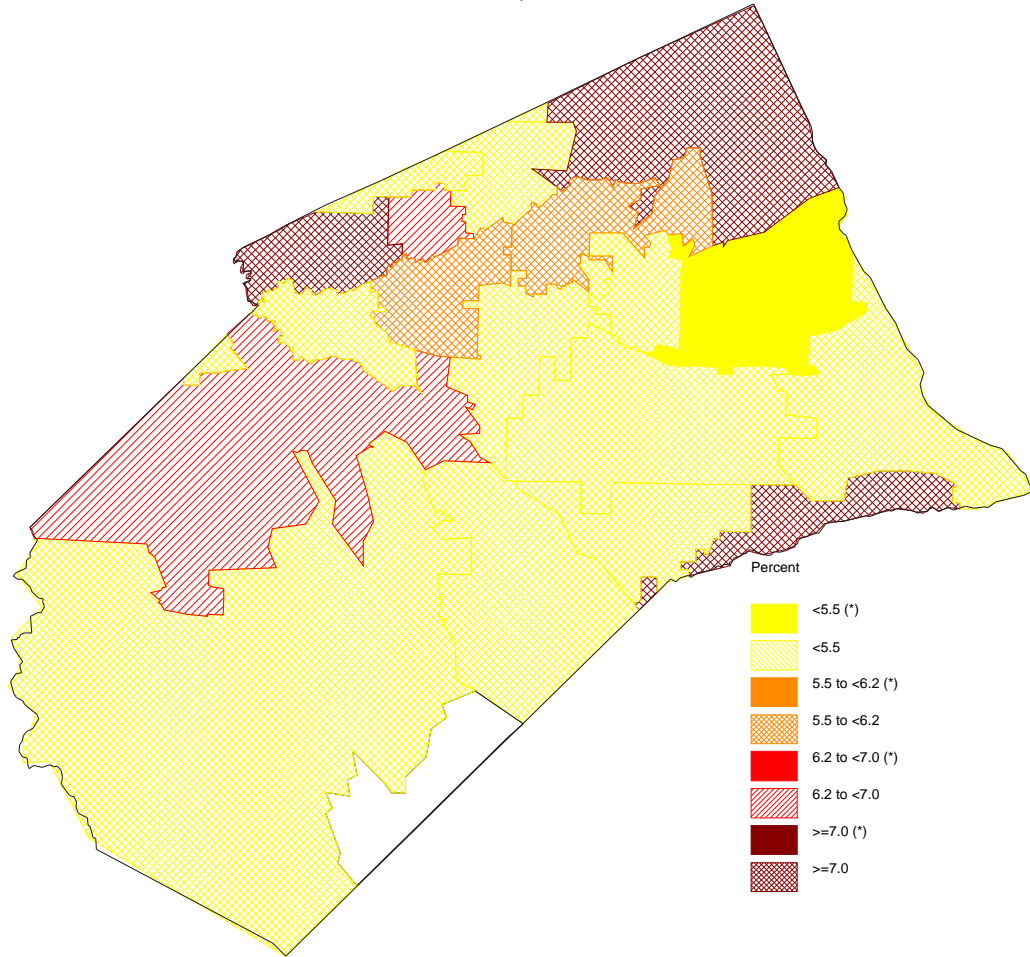 Percent
<5.5 (*)
<5.5
5.5 to <6.2 (*)
5.5 to <6.2
6.2 to <7.0 (*)
6.2 to <7.0
>=7.0 (*)
>=7.0